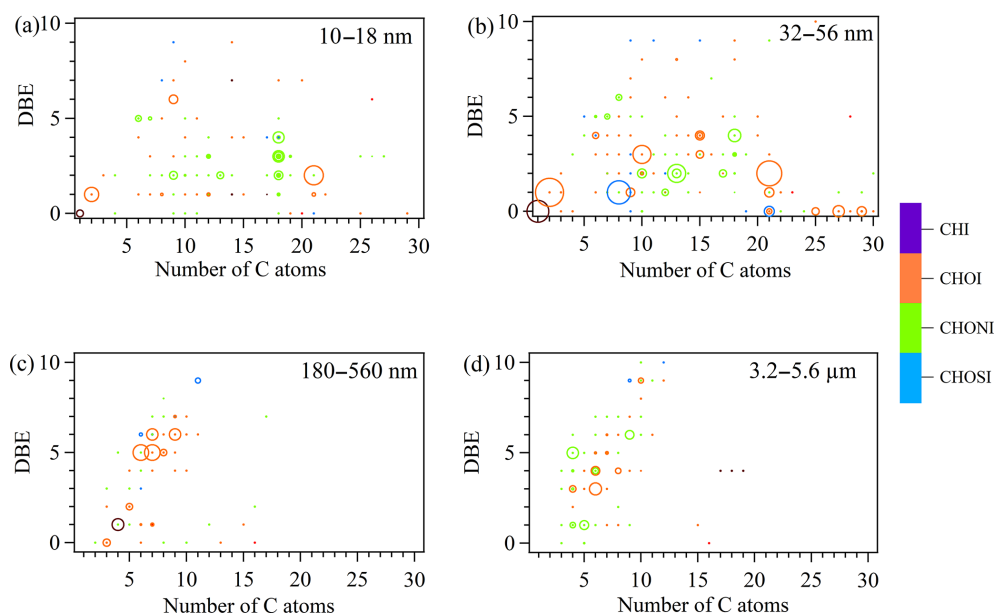 (a)
10–18 nm
DBE
10
5
0
5 10 15 20 25 30
Number of C atoms
(b)
32–56 nm
DBE
10
5
0
5 10 15 20 25 30
Number of C atoms
CHI
CHOI
CHONI
CHOSI
(c)
180–560 nm
DBE
10
5
0
5 10 15 20 25 30
Number of C atoms
(d)
3.2–5.6 µm
DBE
10
5
0
5 10 15 20 25 30
Number of C atoms